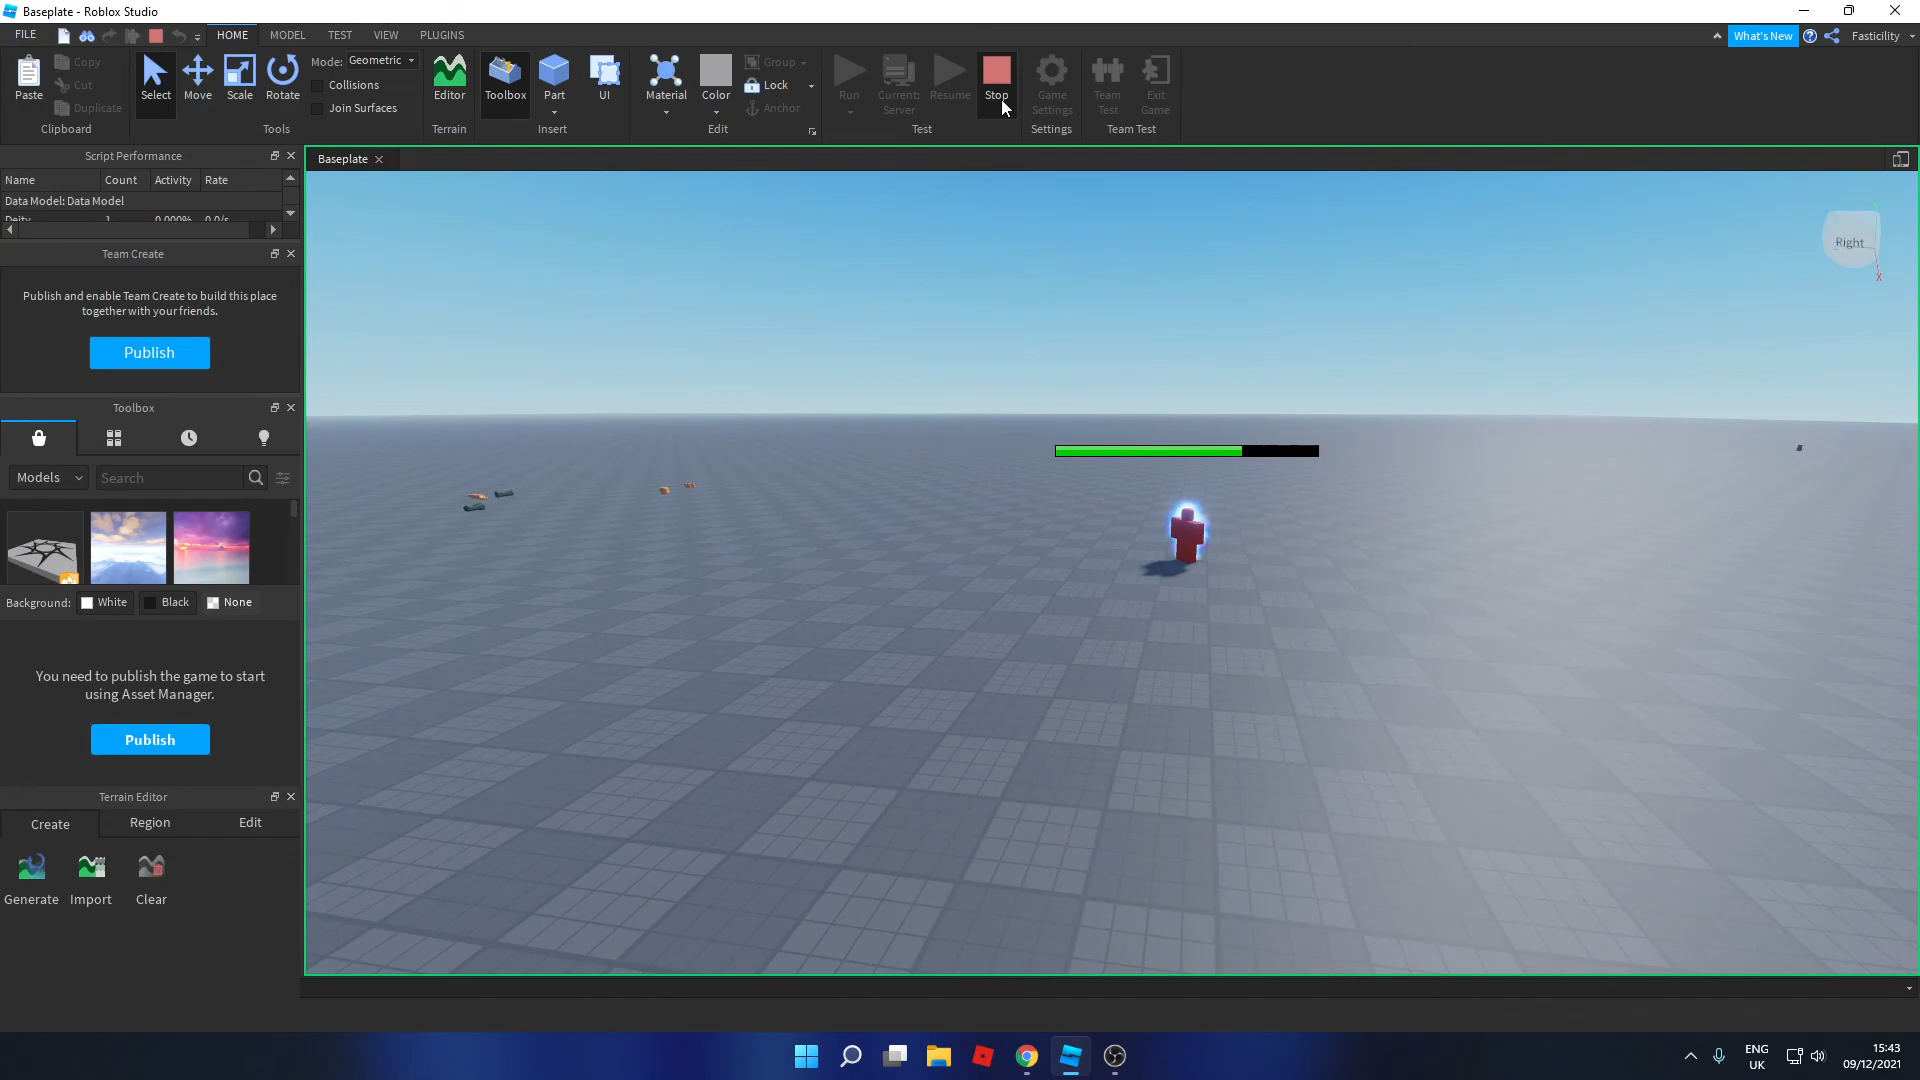 Baseplate - Roblox Studio
FILE HOME MODEL TEST VIEW PLUGINS What's New Fasticility
Paste Copy Cut Duplicate
Select Move Scale Rotate
Mode: Geometric
Collisions
Join Surfaces
Editor Toolbox Part UI
Material Color
Group
Lock
Anchor
Run Current: Server Resume Stop
Game Settings Team Test Exit Game
Clipboard Tools Terrain Insert Edit Test Settings Team Test
Script Performance
Name Count Activity Rate
Data Model: Data Model
Deity 1 0.000% 0.0/s
Team Create
Publish and enable Team Create to build this place
together with your friends.
Publish
Toolbox
Models Search
Background: White Black None
You need to publish the game to start
using Asset Manager.
Publish
Terrain Editor
Create Region Edit
Generate Import Clear
Baseplate
Right
Y
X
ENG
UK
15:43
09/12/2021